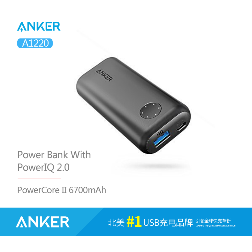 ANKER
A1220
ANKER
Power Bank With
PowerIQ 2.0
PowerCore II 6700mAh
ANKER 北美#1USB充电品牌